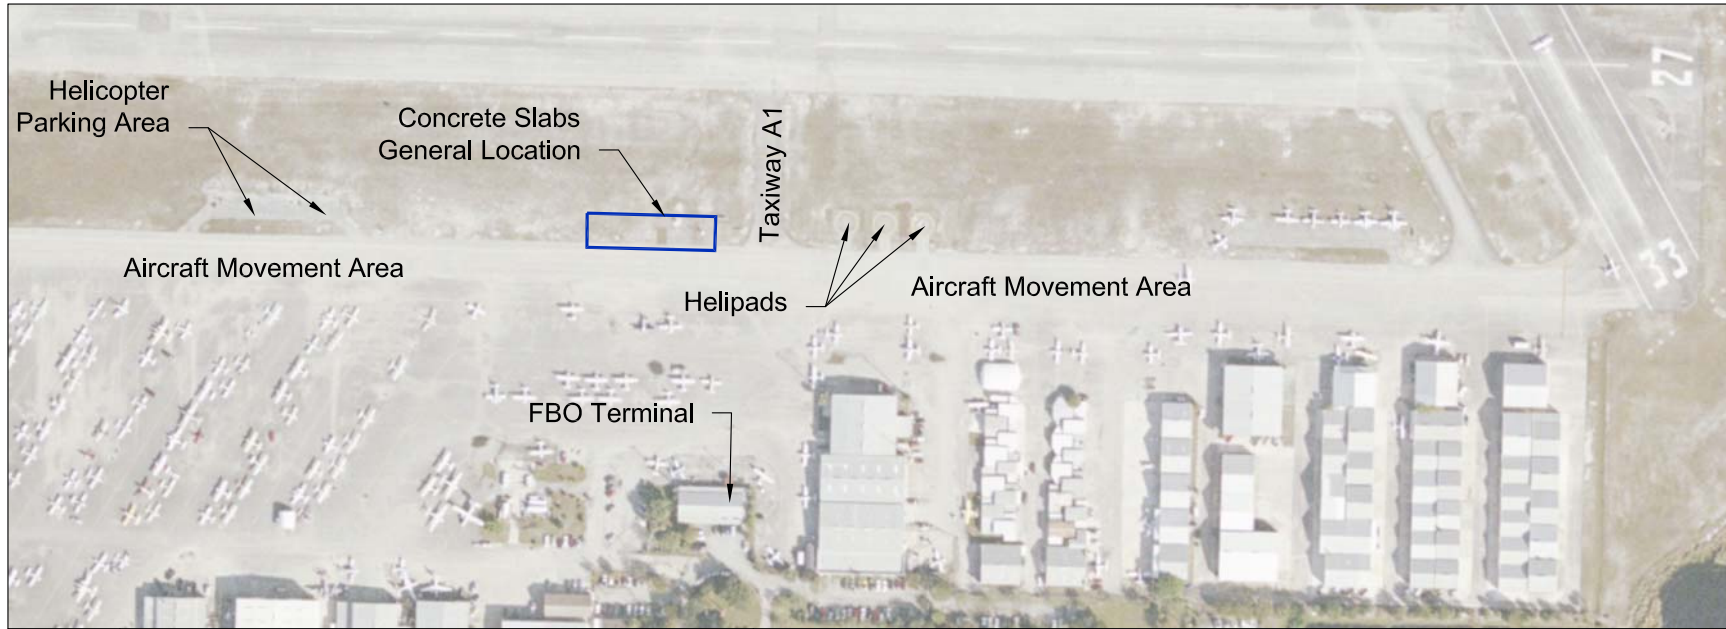 Helicopter
Parking Area
Concrete Slabs
General Location
Taxiway A1
27
Aircraft Movement Area
Helipads
Aircraft Movement Area
33
FBO Terminal